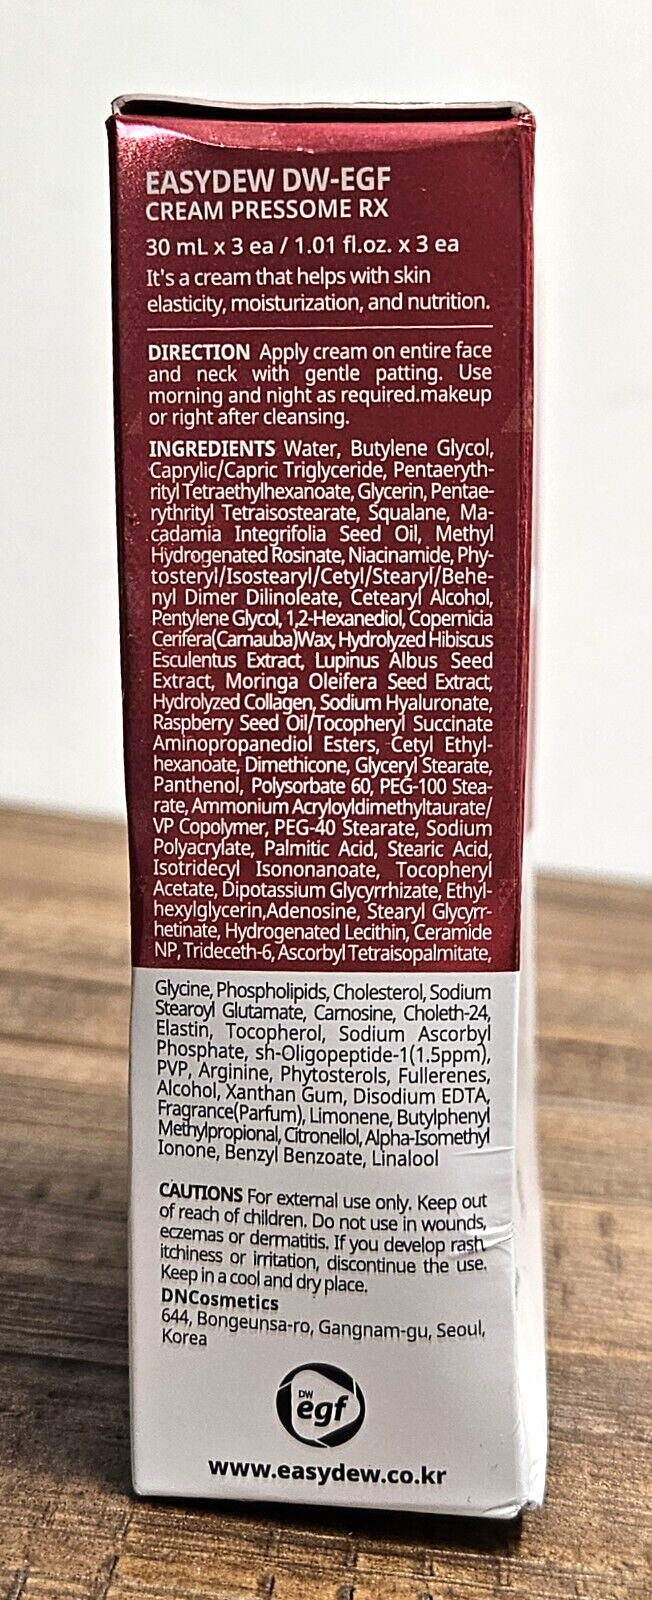 EASYDEW DW-EGF
CREAM PRESSOME RX
30 mL x 3 ea / 1.01 fl.oz. x 3 ea
It's a cream that helps with skin
elasticity, moisturization, and nutrition.
DIRECTION Apply cream on entire face
and neck with gentle patting. Use
morning and night as required.makeup
or right after cleansing.
INGREDIENTS Water, Butylene Glycol,
Caprylic/Capric Triglyceride, Pentaeryth-
rityl Tetraethylhexanoate, Glycerin, Pentae-
rythrityl Tetraisostearate, Squalane, Ma-
cadamia Integrifolia Seed Oil, Methyl
Hydrogenated Rosinate, Niacinamide, Phy-
tosteryl/Isostearyl/Cetyl/Stearyl/Behe-
nyl Dimer Dilinoleate, Cetearyl Alcohol,
Pentylene Glycol, 1,2-Hexanediol, Copernicia
Cerifera(Carnauba)Wax, Hydrolyzed Hibiscus
Esculentus Extract, Lupinus Albus Seed
Extract, Moringa Oleifera Seed Extract,
Hydrolyzed Collagen, Sodium Hyaluronate,
Raspberry Seed Oil/Tocopheryl Succinate
Aminopropanediol Esters, Cetyl Ethyl-
hexanoate, Dimethicone, Glyceryl Stearate,
Panthenol, Polysorbate 60, PEG-100 Stea-
rate, Ammonium Acryloyldimethyltaurate/
VP Copolymer, PEG-40 Stearate, Sodium
Polyacrylate, Palmitic Acid, Stearic Acid,
Isotridecyl Isononanoate, Tocopheryl
Acetate, Dipotassium Glycyrrhizate, Ethyl-
hexylglycerin,Adenosine, Stearyl Glycyrr-
hetinate, Hydrogenated Lecithin, Ceramide
NP, Trideceth-6, Ascorbyl Tetraisopalmitate,
Glycine, Phospholipids, Cholesterol, Sodium
Stearoyl Glutamate, Carnosine, Choleth-24,
Elastin, Tocopherol, Sodium Ascorbyl
Phosphate, sh-Oligopeptide-1(1.5ppm),
PVP, Arginine, Phytosterols, Fullerenes,
Alcohol, Xanthan Gum, Disodium EDTA,
Fragrance(Parfum), Limonene, Butylphenyl
Methylpropional, Citronellol, Alpha-Isomethyl
Ionone, Benzyl Benzoate, Linalool
CAUTIONS For external use only. Keep out
of reach of children. Do not use in wounds,
eczemas or dermatitis. If you develop rash,
itchiness or irritation, discontinue the use.
Keep in a cool and dry place.
DNCosmetics
644, Bongeunsa-ro, Gangnam-gu, Seoul,
Korea
DW
egf
www.easydew.co.kr